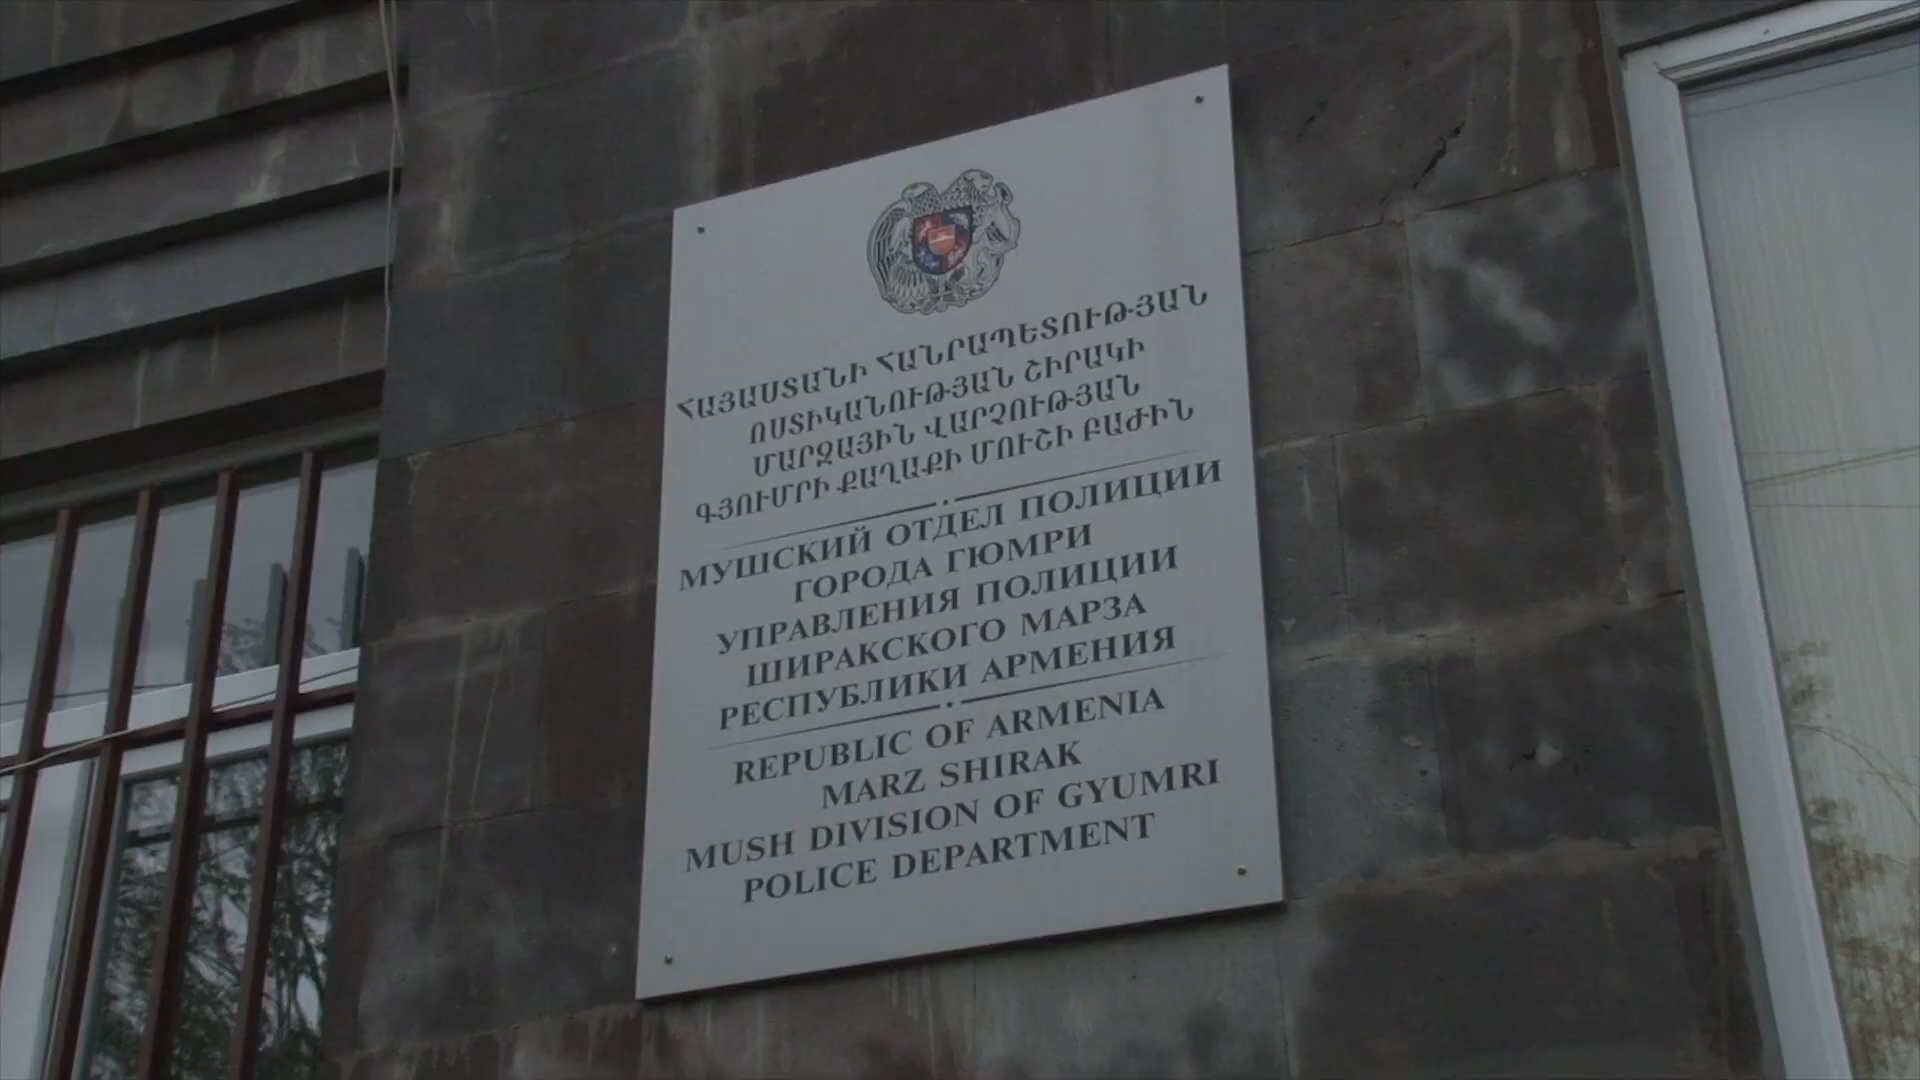 ՀԱՅԱՍՏԱՆԻ ՀԱՆՐԱՊԵՏՈՒԹՅԱՆ
ՈՍՏԻԿԱՆՈՒԹՅԱՆ ՇԻՐԱԿԻ
ՄԱՐԶԱՅԻՆ ՎԱՐՉՈՒԹՅԱՆ
ԳՅՈՒՄՐԻ ՔԱՂԱՔԻ ՄՈՒՇԻ ԲԱԺԻՆ
МУШСКИЙ ОТДЕЛ ПОЛИЦИИ
ГОРОДА ГЮМРИ
УПРАВЛЕНИЯ ПОЛИЦИИ
ШИРАКСКОГО МАРЗА
РЕСПУБЛИКИ АРМЕНИЯ
REPUBLIC OF ARMENIA
MARZ SHIRAK
MUSH DIVISION OF GYUMRI
POLICE DEPARTMENT